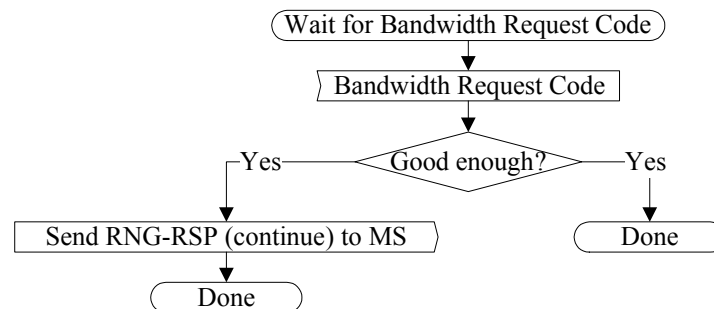 Wait for Bandwidth Request Code
Bandwidth Request Code
Good enough?
Yes
Yes
Send RNG-RSP (continue) to MS
Done
Done